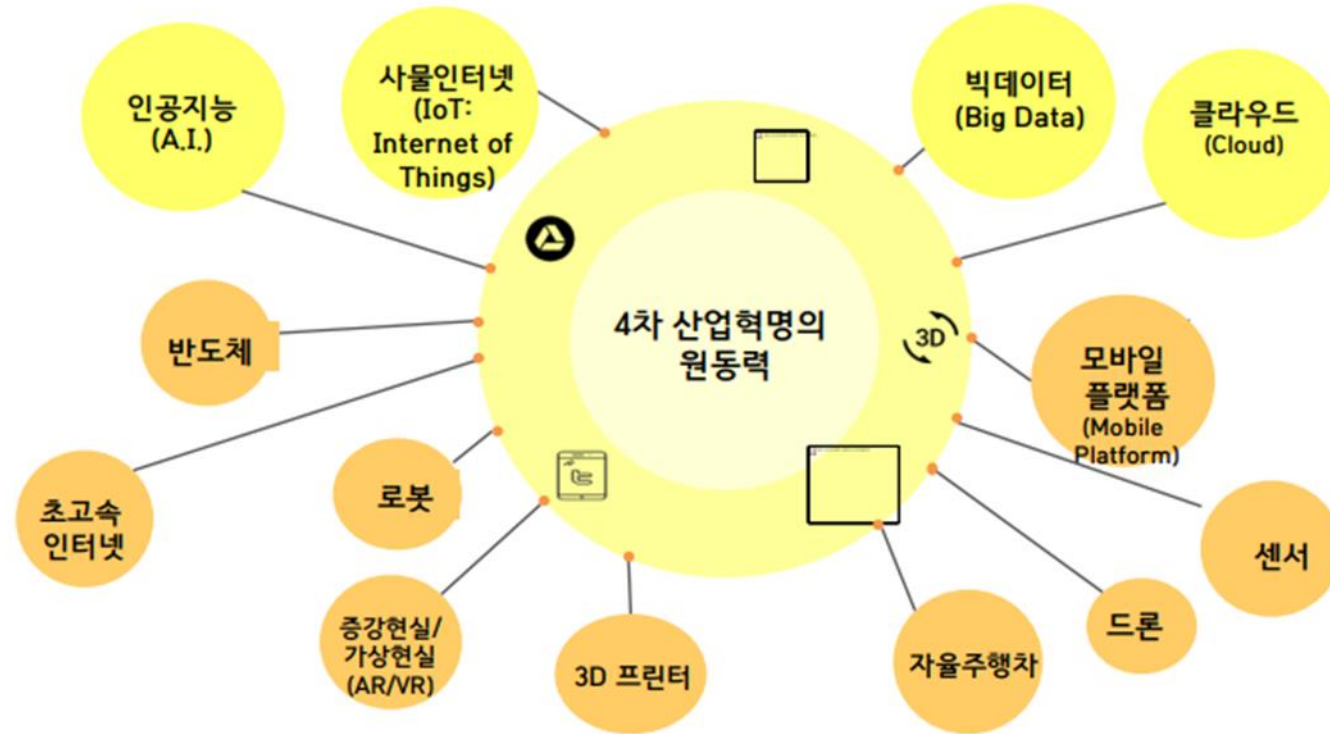 인공지능
(A.I.)
사물인터넷
(IoT:
Internet of
Things)
빅데이터
(Big Data)
클라우드
(Cloud)
4차 산업혁명의
원동력
3D
반도체
모바일
플랫폼
(Mobile
Platform)
초고속
인터넷
로봇
센서
증강현실/
가상현실
(AR/VR)
3D 프린터
자율주행차
드론